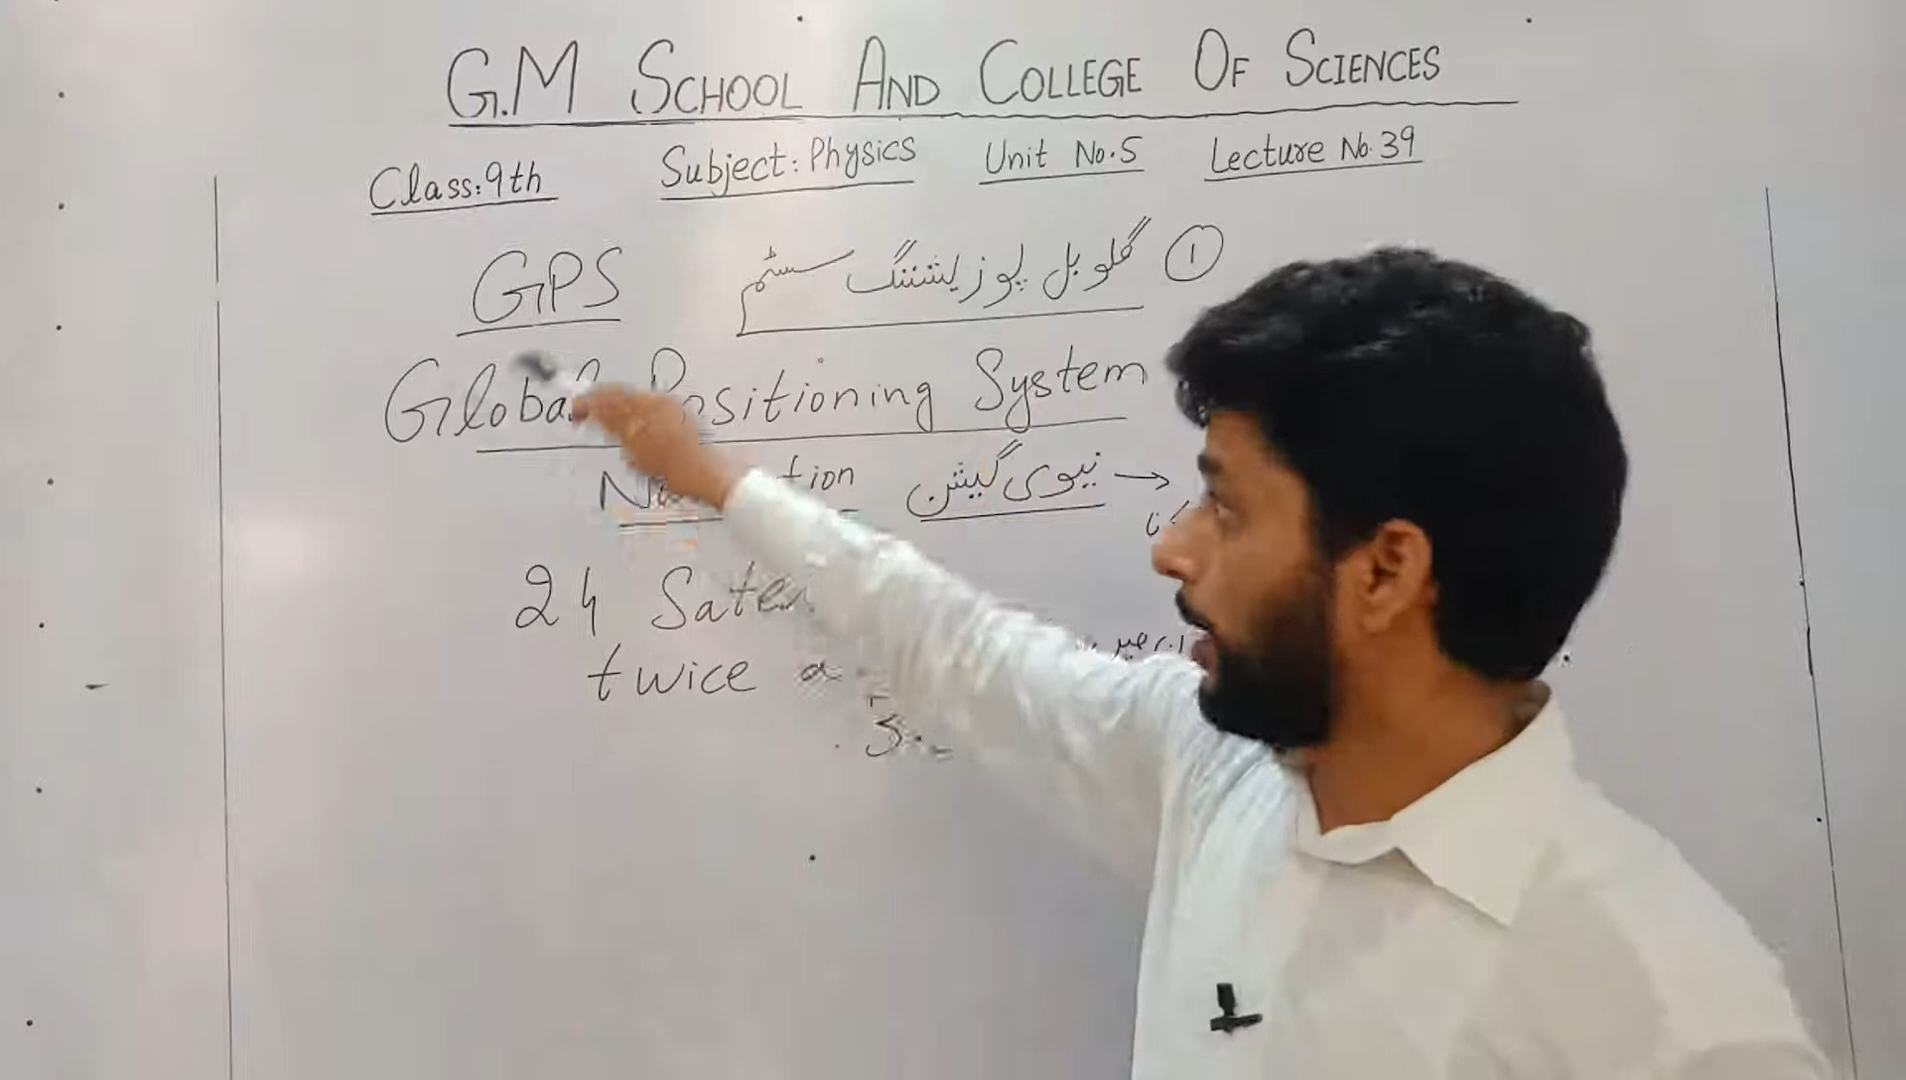 G.M SCHOOL AND COLLEGE OF SCIENCES
Class: 9th Subject: Physics Unit No.5 Lecture No.39
GPS گلوبل پوزیشننگ سسٹم ①
Global Positioning System
نیوی گیشن →
24
twice a